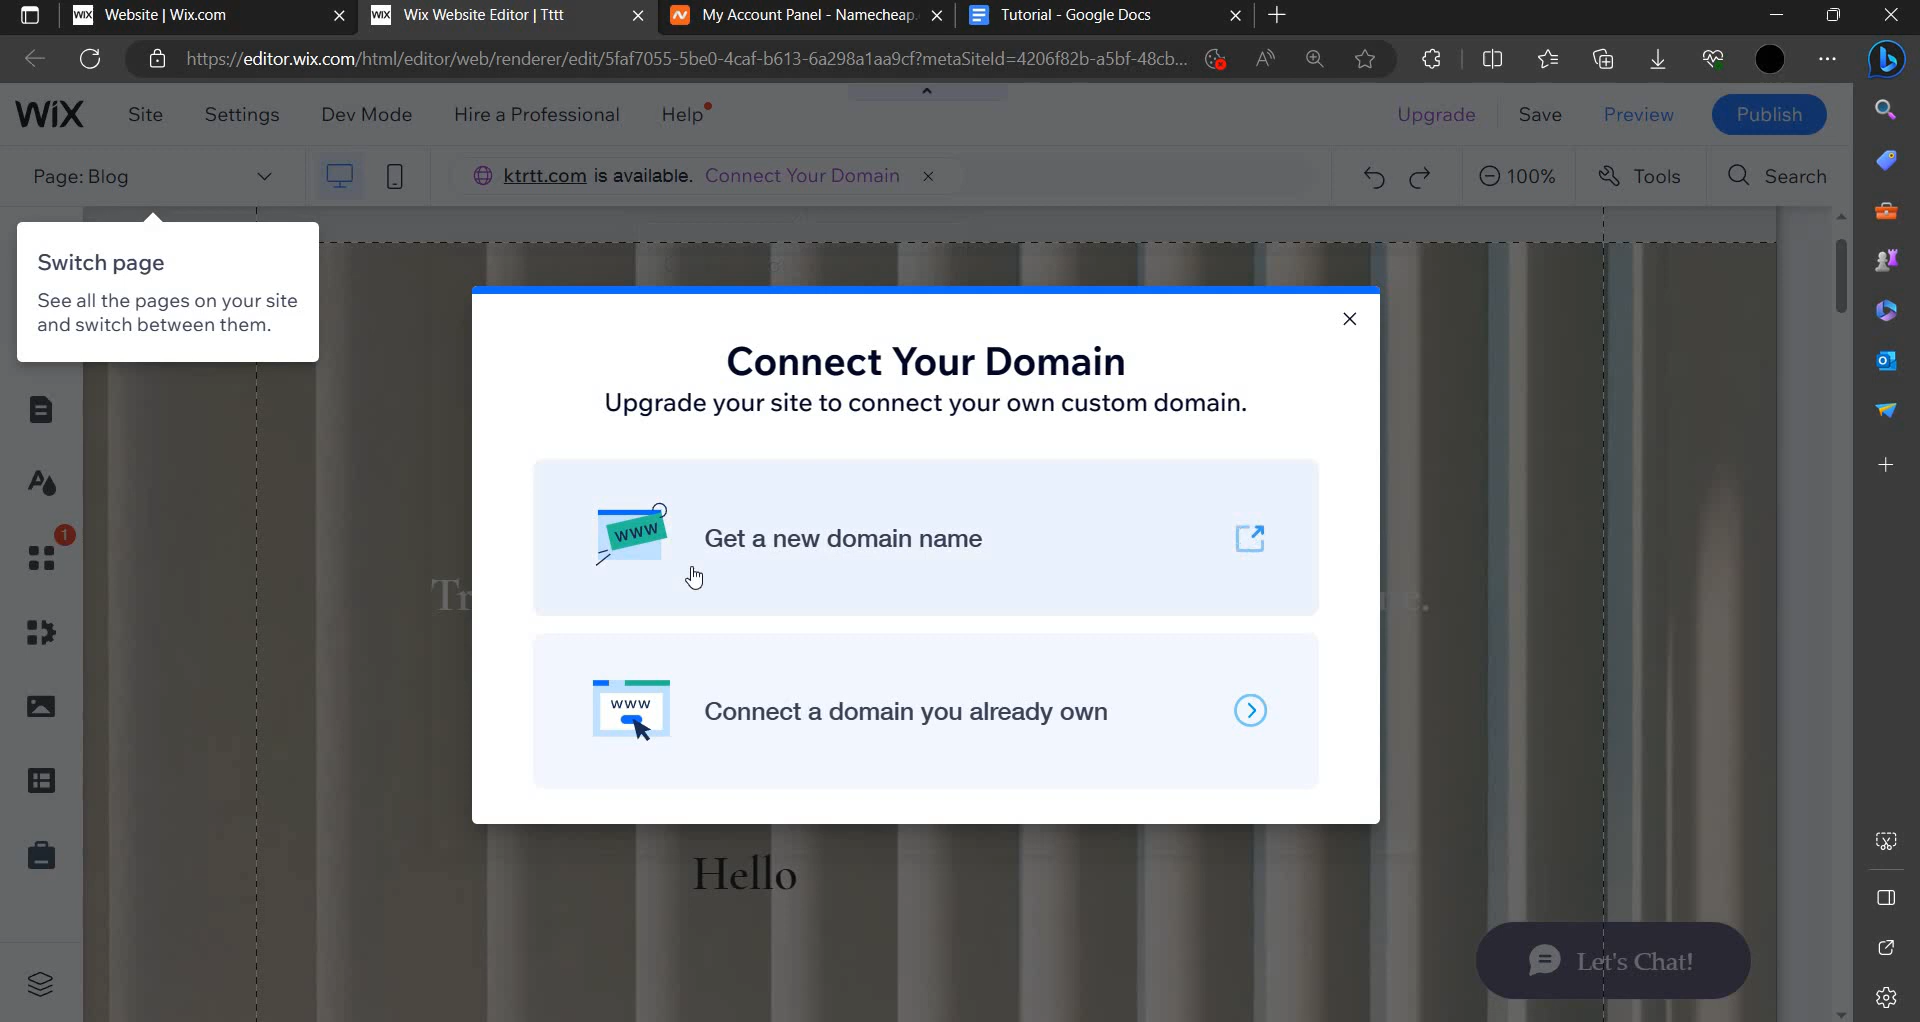 Website | Wix.com
Wix Website Editor | Tttt
My Account Panel - Namecheap.
Tutorial - Google Docs
https://editor.wix.com/html/editor/web/renderer/edit/5faf7055-5be0-4caf-b613-6a298a1aa9cf?metaSiteId=4206f82b-a5bf-48cb...
WiX Site Settings Dev Mode Hire a Professional Help Upgrade Save Preview Publish
Page: Blog ktrtt.com is available. Connect Your Domain 100% Tools Search
Switch page
See all the pages on your site
and switch between them.
Connect Your Domain
Upgrade your site to connect your own custom domain.
www Get a new domain name
1
www Connect a domain you already own
Hello
Let's Chat!